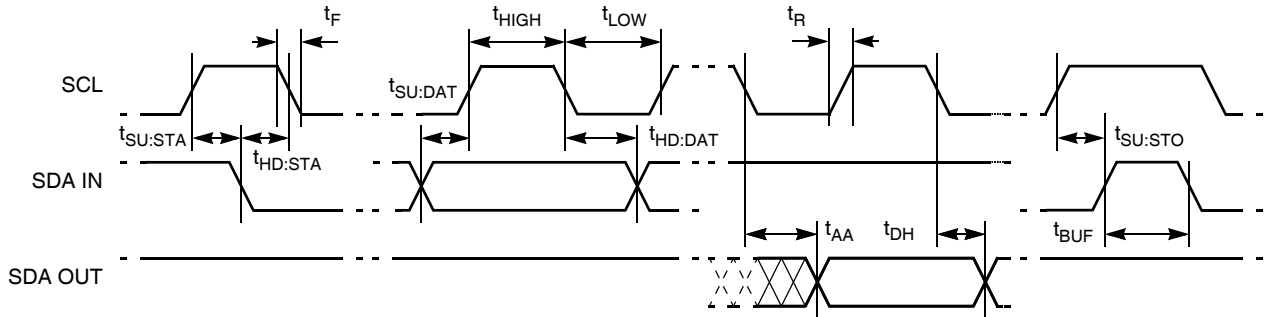 tF
tHIGH
tLOW
tR
SCL
tSU:DAT
tSU:STA
tHD:STA
tHD:DAT
tSU:STO
SDA IN
tAA
tDH
tBUF
SDA OUT